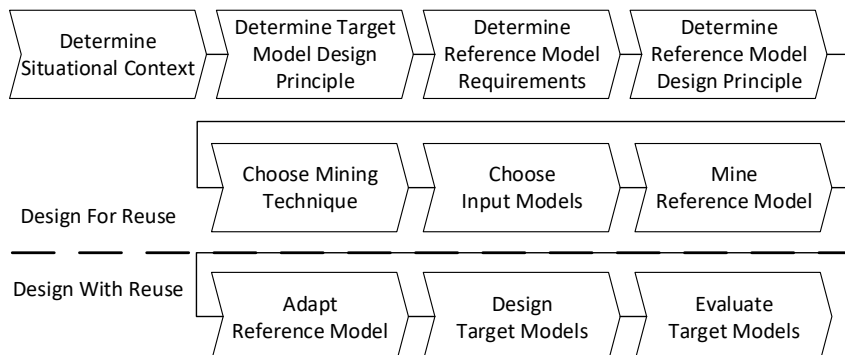 Determine
Situational Context
Determine Target
Model Design
Principle
Determine
Reference Model
Requirements
Determine
Reference Model
Design Principle
Choose Mining
Technique
Choose
Input Models
Mine
Reference Model
Design For Reuse
Design With Reuse
Adapt
Reference Model
Design
Target Models
Evaluate
Target Models